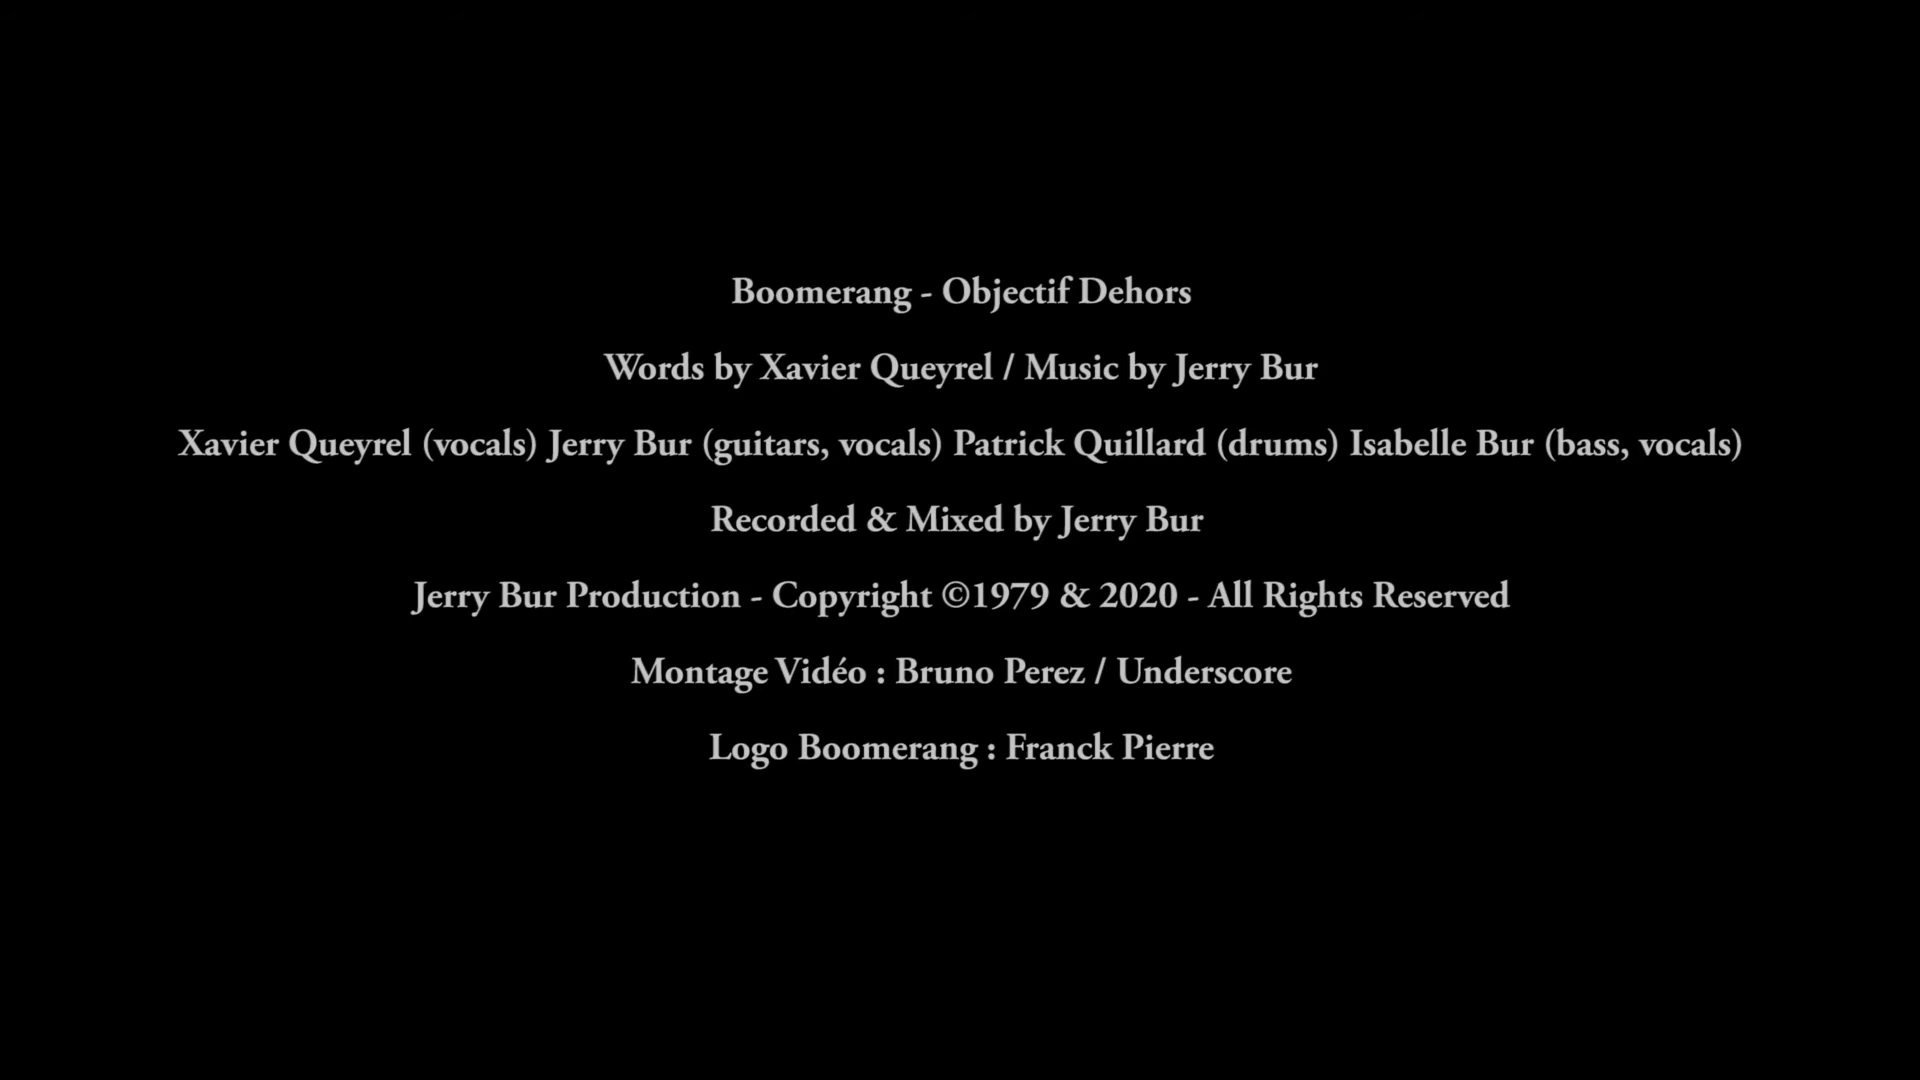 Boomerang - Objectif Dehors
Words by Xavier Queyrel / Music by Jerry Bur
Xavier Queyrel (vocals) Jerry Bur (guitars, vocals) Patrick Quillard (drums) Isabelle Bur (bass, vocals)
Recorded & Mixed by Jerry Bur
Jerry Bur Production - Copyright ©1979 & 2020 - All Rights Reserved
Montage Vidéo : Bruno Perez / Underscore
Logo Boomerang : Franck Pierre